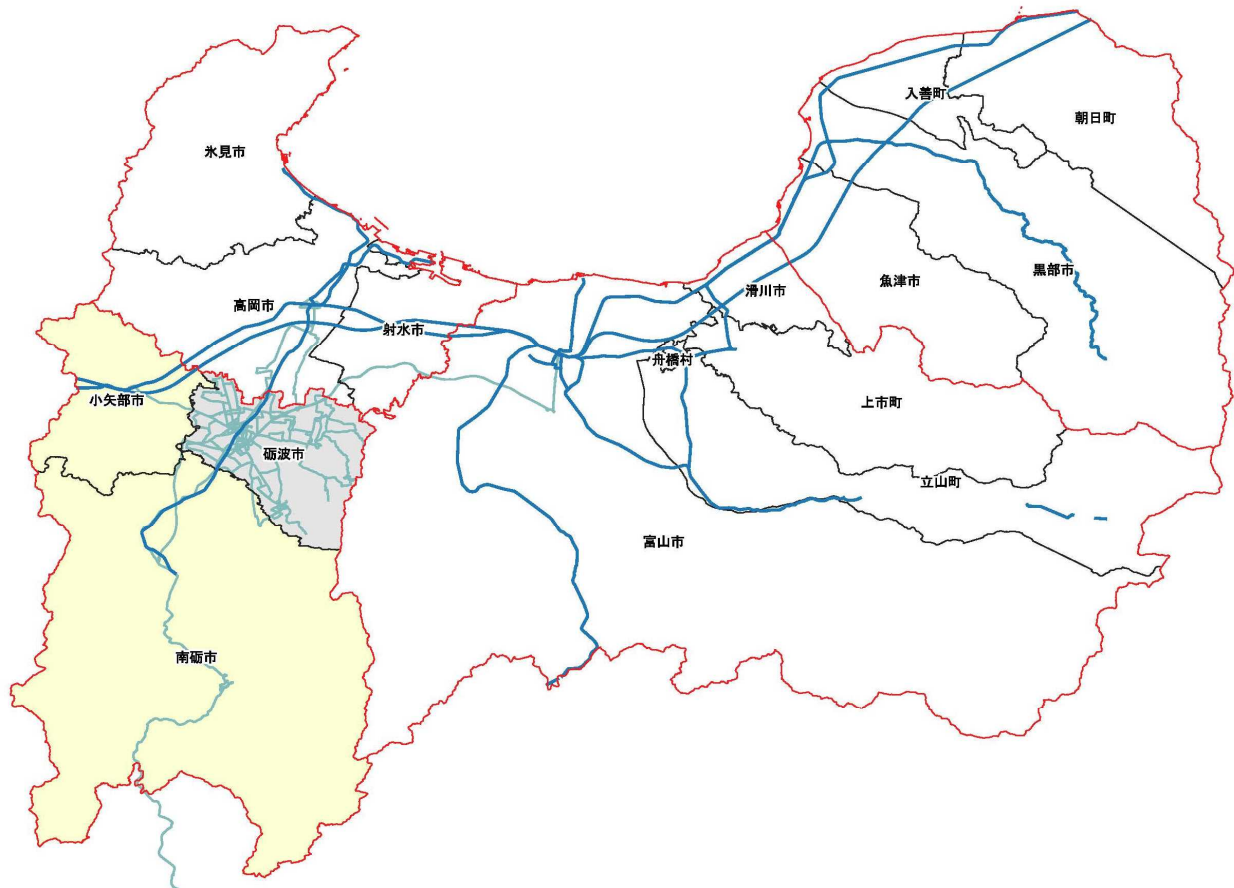 入善町
朝日町
氷見市
黒部市
魚津市
滑川市
高岡市
射水市
舟橋村
小矢部市
上市町
砺波市
立山町
富山市
南砺市